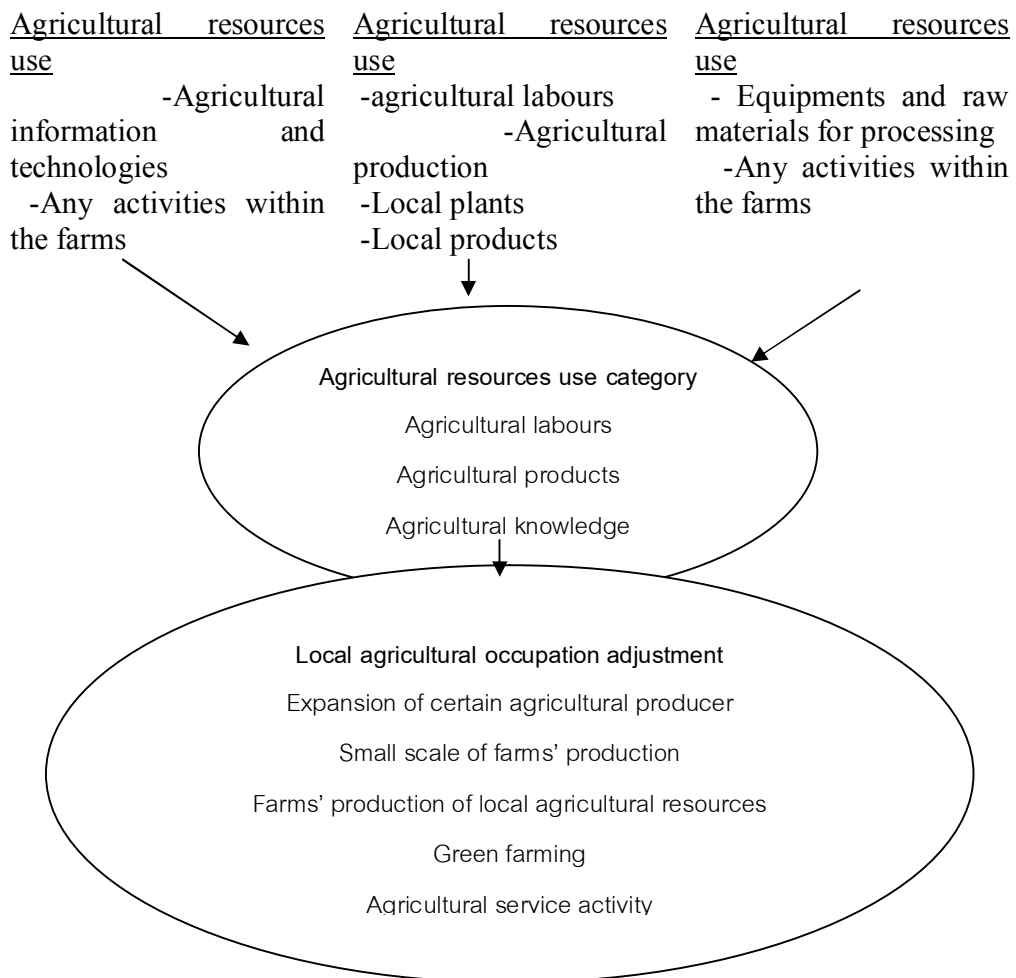 Agricultural resources
use
-Agricultural
information and
technologies
-Any activities within
the farms
Agricultural resources
use
-agricultural labours
-Agricultural
production
-Local plants
-Local products
Agricultural resources
use
- Equipments and raw
materials for processing
-Any activities within
the farms
Agricultural resources use category
Agricultural labours
Agricultural products
Agricultural knowledge
Local agricultural occupation adjustment
Expansion of certain agricultural producer
Small scale of farms’ production
Farms’ production of local agricultural resources
Green farming
Agricultural service activity